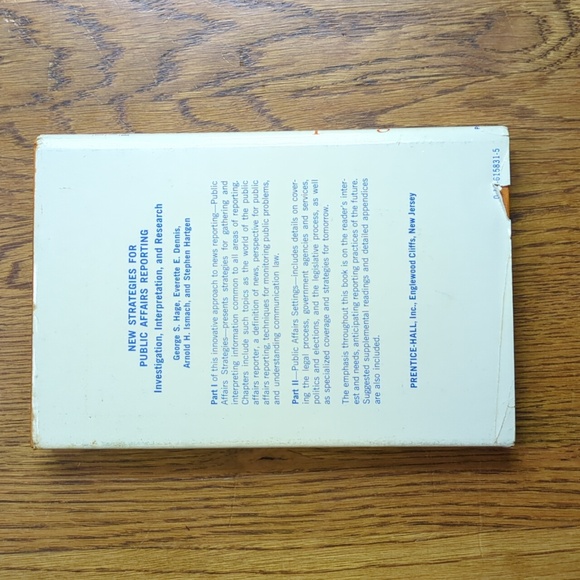 NEW STRATEGIES FOR
PUBLIC AFFAIRS REPORTING
Investigation, Interpretation, and Research
George S. Hage, Everette E. Dennis,
Arnold H. Ismach, and Stephen Hartgen
Part I of this innovative approach to news reporting—Public
Affairs Strategies—presents strategies for gathering and
interpreting information common to all areas of reporting.
Chapters include such topics as the world of the public
affairs reporter, a definition of news, perspective for public
affairs reporting, techniques for monitoring public problems,
and understanding communication law.
Part II—Public Affairs Settings—includes details on cover-
ing the legal process, government agencies and services,
politics and elections, and the legislative process, as well
as specialized coverage and strategies for tomorrow.
The emphasis throughout this book is on the reader's inter-
est and needs, anticipating reporting practices of the future.
Suggested supplemental readings and detailed appendices
are also included.
PRENTICE-HALL, Inc., Englewood Cliffs, New Jersey
615831-5